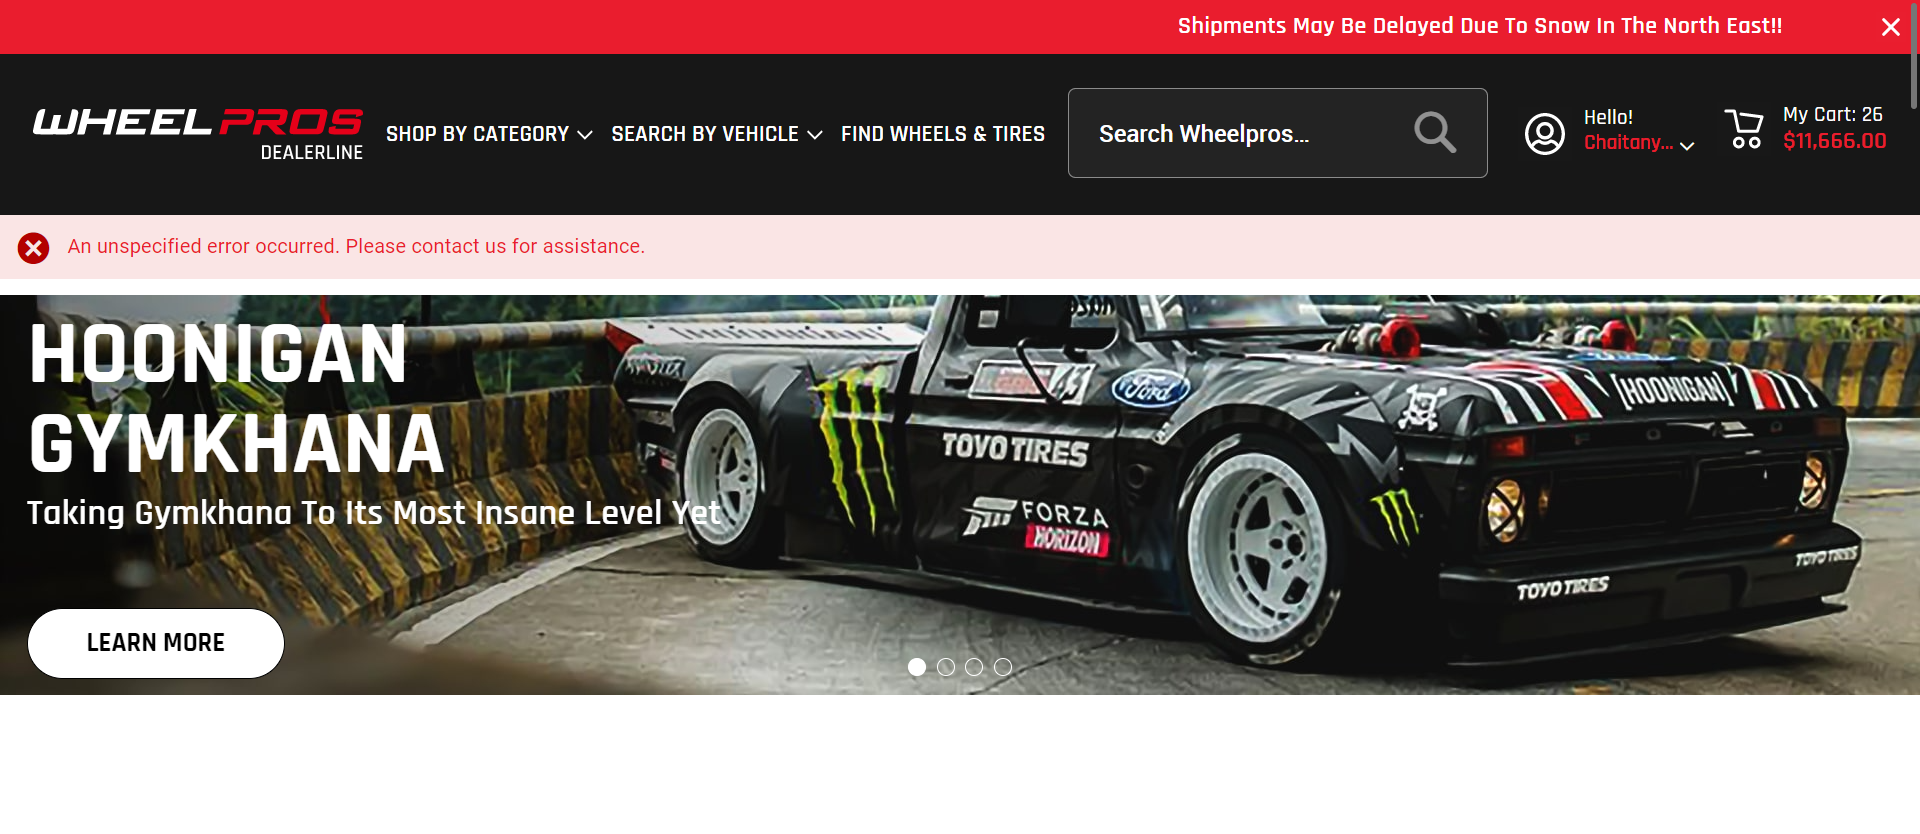 Shipments May Be Delayed Due To Snow In The North East!!
WHEEL PROS
DEALERLINE
SHOP BY CATEGORY
SEARCH BY VEHICLE
FIND WHEELS & TIRES
Search Wheelpros...
Hello!
Chaitany...
My Cart: 26
$11,666.00
An unspecified error occurred. Please contact us for assistance.
HOONIGAN
GYMKHANA
Taking Gymkhana To Its Most Insane Level Yet
LEARN MORE
Ford
[HOONIGAN]
TOYO TIRES
FORZA
HORIZON
FORD
TOYO TIRES
TOYO TIRES